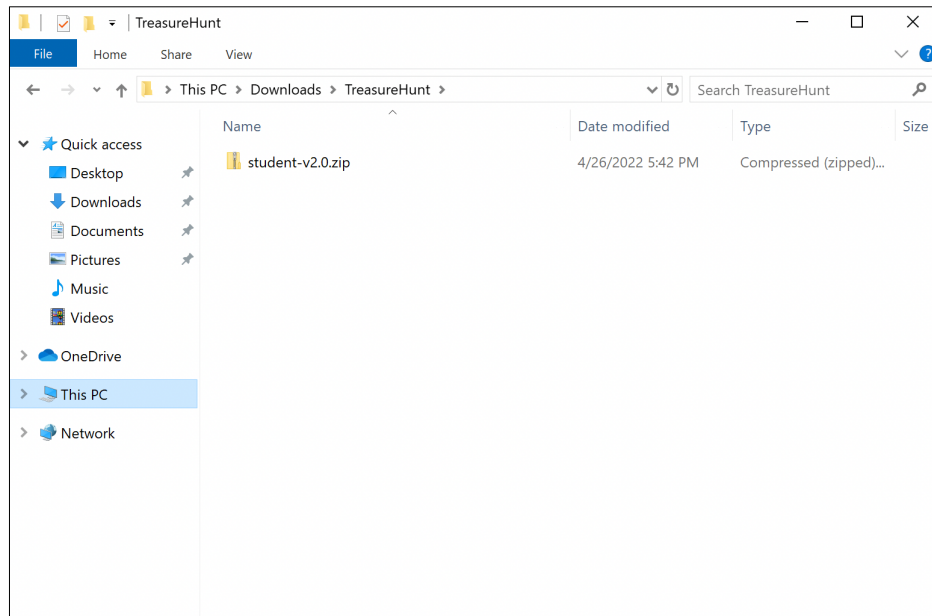 TreasureHunt
File Home Share View ?
This PC Downloads TreasureHunt Search TreasureHunt
Name Date modified Type Size
Quick access
student-v2.0.zip 4/26/2022 5:42 PM Compressed (zipped)...
Desktop
Downloads
Documents
Pictures
Music
Videos
OneDrive
This PC
Network